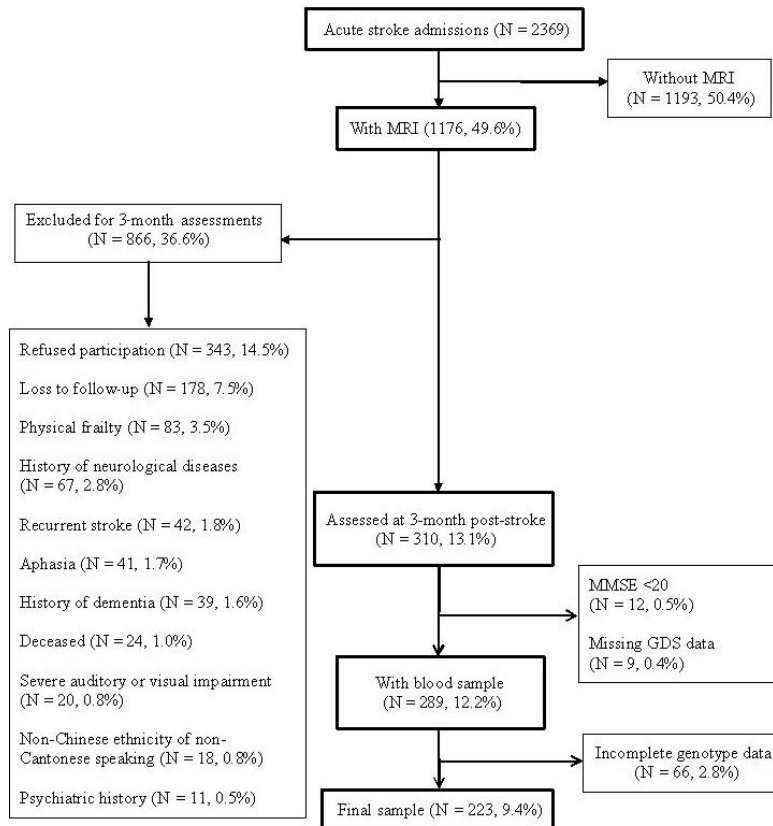 Acute stroke admissions (N = 2369)
Without MRI
(N = 1193, 50.4%)
With MRI (1176, 49.6%)
Excluded for 3-month assessments
(N = 866, 36.6%)
Refused participation (N = 343, 14.5%)
Loss to follow-up (N = 178, 7.5%)
Physical frailty (N = 83, 3.5%)
History of neurological diseases
(N = 67, 2.8%)
Recurrent stroke (N = 42, 1.8%)
Aphasia (N = 41, 1.7%)
History of dementia (N = 39, 1.6%)
Deceased (N = 24, 1.0%)
Severe auditory or visual impairment
(N = 20, 0.8%)
Non-Chinese ethnicity of non-
Cantonese speaking (N = 18, 0.8%)
Psychiatric history (N = 11, 0.5%)
Assessed at 3-month post-stroke
(N = 310, 13.1%)
MMSE <20
(N = 12, 0.5%)
Missing GDS data
(N = 9, 0.4%)
With blood sample
(N = 289, 12.2%)
Incomplete genotype data
(N = 66, 2.8%)
Final sample (N = 223, 9.4%)